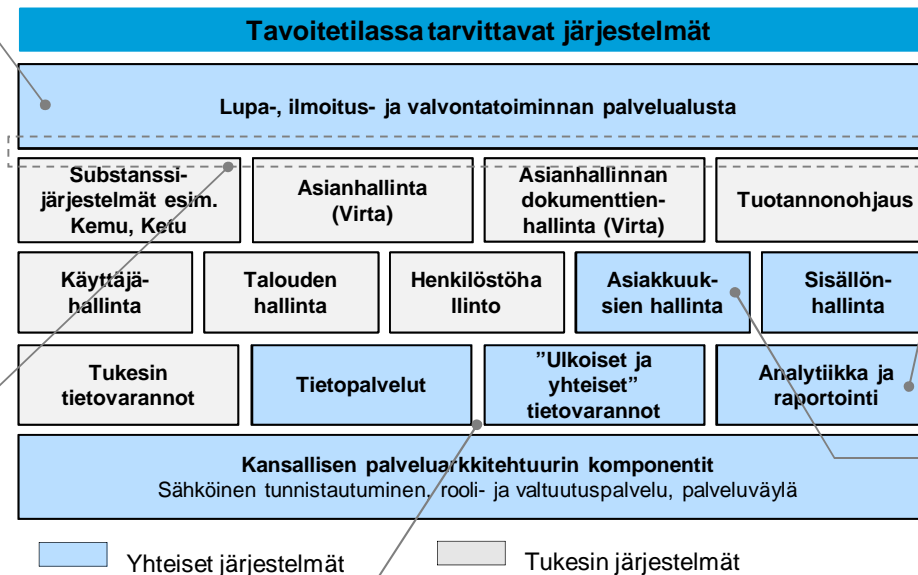 Tavoitetilassa tarvittavat järjestelmät
Lupa-, ilmoitus- ja valvontatoiminnan palvelualusta
Substanssi-
järjestelmät esim.
Kemu, Ketu
Asianhallinta
(Virta)
Asianhallinnan
dokumenttien-
hallinta (Virta)
Tuotannonohjaus
Käyttäjä-
hallinta
Talouden
hallinta
Henkilöstöha
llinto
Asiakkuuk-
sien hallinta
Sisällön-
hallinta
Tukesin
tietovarannot
Tietopalvelut
"Ulkoiset ja
yhteiset”
tietovarannot
Analytiikka ja
raportointi
Kansallisen palveluarkkitehtuurin komponentit
Sähköinen tunnistautuminen, rooli- ja valtuutuspalvelu, palveluväylä
Yhteiset järjestelmät
Tukesin järjestelmät